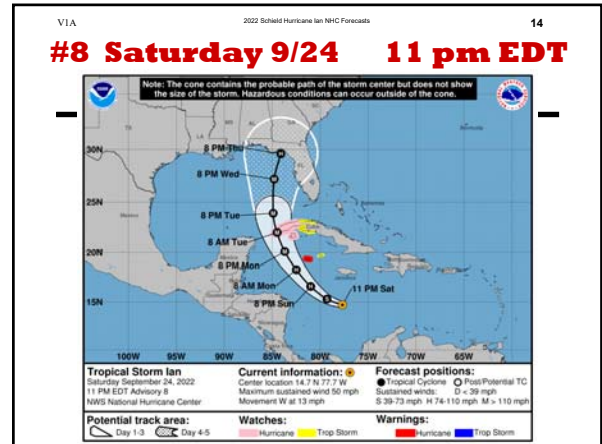 V1A
2022 Schield Hurricane Ian NHC Forecasts
14
#8 Saturday 9/24 11 pm EDT
Note: The cone contains the probable path of the storm center but does not show
the size of the storm. Hazardous conditions can occur outside of the cone.
8 PM Thu
30N
8 PM Wed
25N
8 PM Tue
8 AM Tue
20N
8 PM Mon
8 AM Mon
8 PM Sun
11 PM Sat
15N
100W 95W 90W 85W 80W 75W 70W 65W
Tropical Storm Ian
Saturday September 24, 2022
11 PM EDT Advisory 8
NWS National Hurricane Center
Current information:
Center location 14.7 N 77.7 W
Maximum sustained wind 50 mph
Movement W at 13 mph
Forecast positions:
Tropical Cyclone Post/Potential TC
Sustained winds: D < 39 mph
S 39-73 mph H 74-110 mph M > 110 mph
Potential track area:
Day 1-3 Day 4-5
Watches:
Hurricane Trop Storm
Warnings:
Hurricane Trop Storm